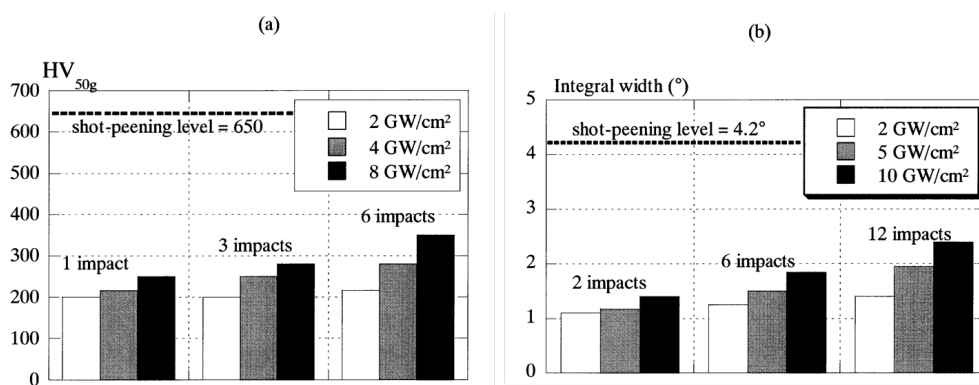 (a)
HV50g
700
600
500
400
300
200
100
0
shot-peening level = 650
2 GW/cm²
4 GW/cm²
8 GW/cm²
1 impact
3 impacts
6 impacts
(b)
Integral width (°)
5
4
3
2
1
0
shot-peening level = 4.2°
2 GW/cm²
5 GW/cm²
10 GW/cm²
2 impacts
6 impacts
12 impacts